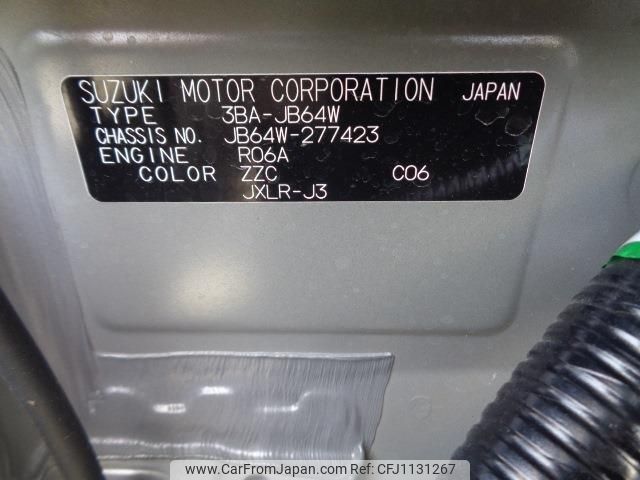 SUZUKI MOTOR CORPORATION JAPAN
TYPE 3BA-JB64W
CHASSIS NO. JB64W-277423
ENGINE R06A
COLOR ZZC C06
JXLR-J3
www.CarFromJapan.com - CFJ1131267